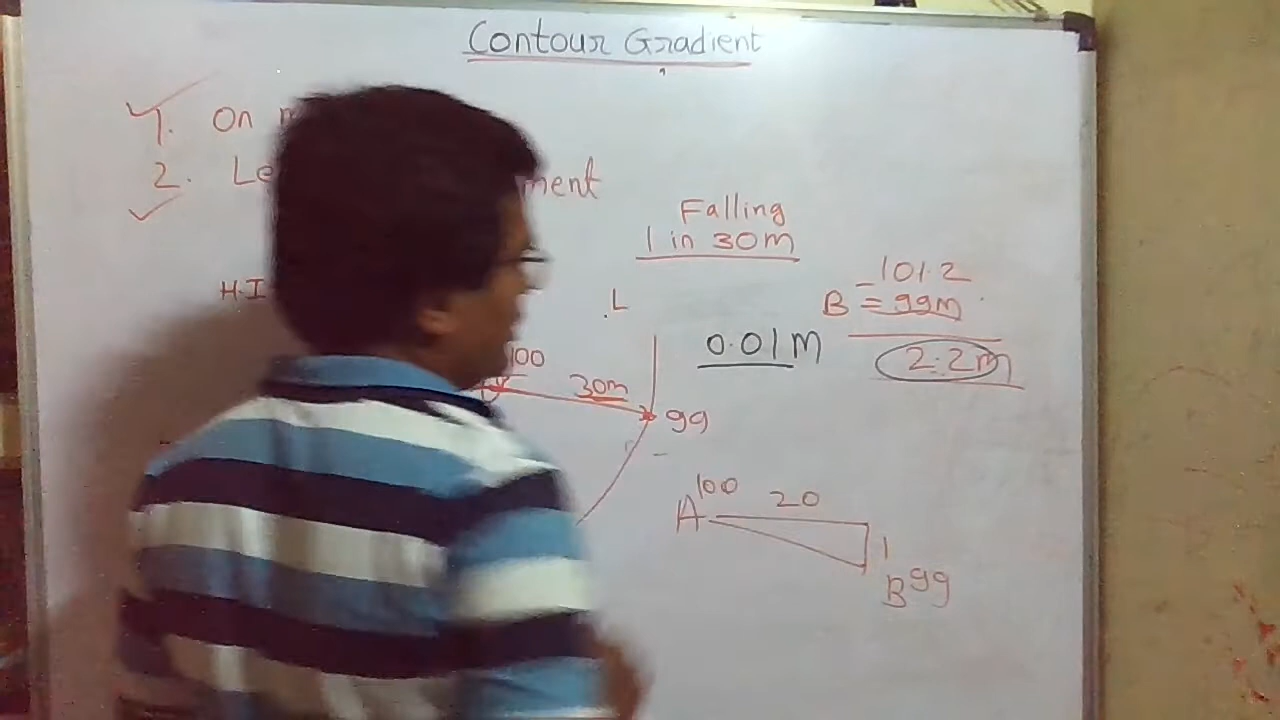 Contour Gradient
1. On
2. Le ment
Falling
1 in 30m
H.I
L
101.2
B = 99m
2.2m
0.01M
100
30m
99
A 100 20
1
B 99